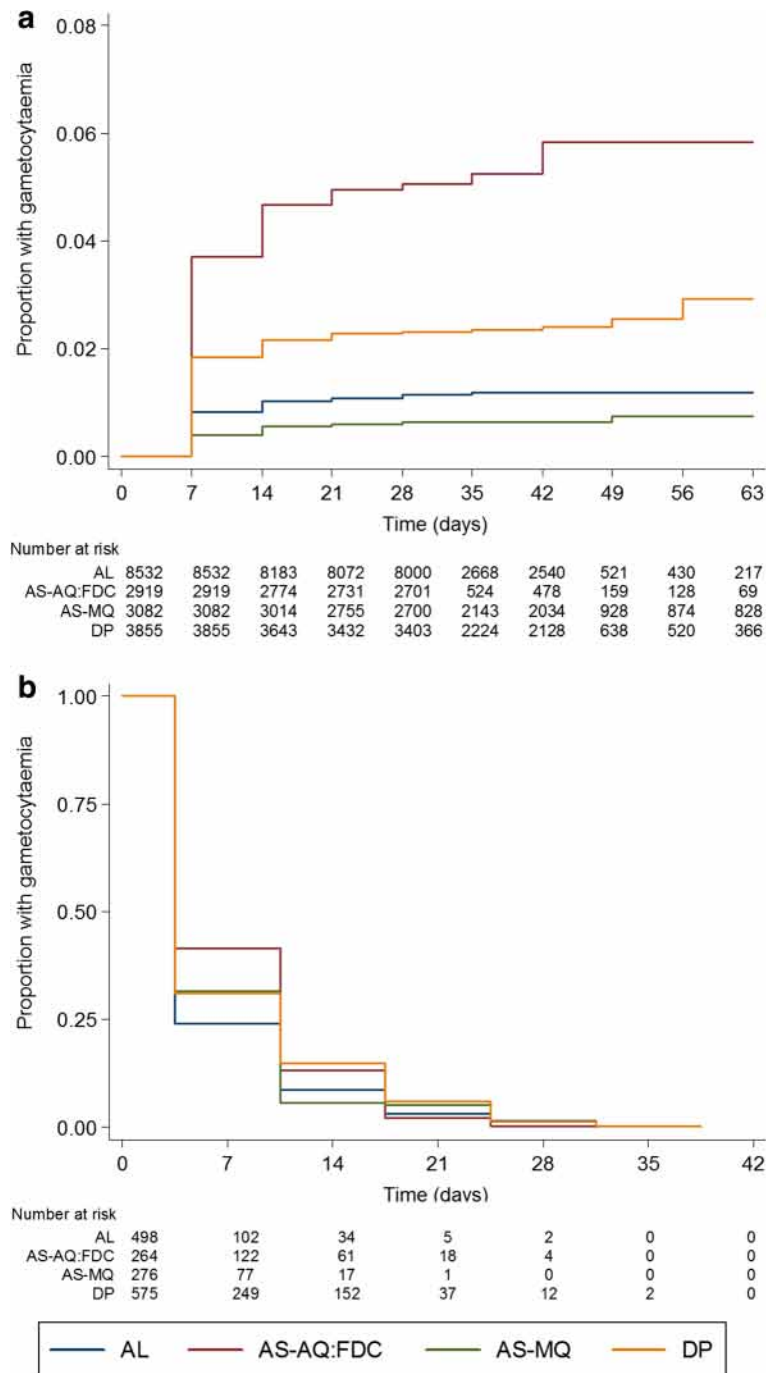 a
0.08
0.06
0.04
0.02
0.00
Proportion with gametocytaemia
0 7 14 21 28 35 42 49 56 63
Time (days)
Number at risk
AL 8532 8532 8183 8072 8000 2668 2540 521 430 217
AS-AQ:FDC 2919 2919 2774 2731 2701 524 478 159 128 69
AS-MQ 3082 3082 3014 2755 2700 2143 2034 928 874 828
DP 3855 3855 3643 3432 3403 2224 2128 638 520 366
b
1.00
0.75
0.50
0.25
0.00
Proportion with gametocytaemia
0 7 14 21 28 35 42
Time (days)
Number at risk
AL 498 102 34 5 2 0 0
AS-AQ:FDC 264 122 61 18 4 0 0
AS-MQ 276 77 17 1 0 0 0
DP 575 249 152 37 12 2 0
AL AS-AQ:FDC AS-MQ DP